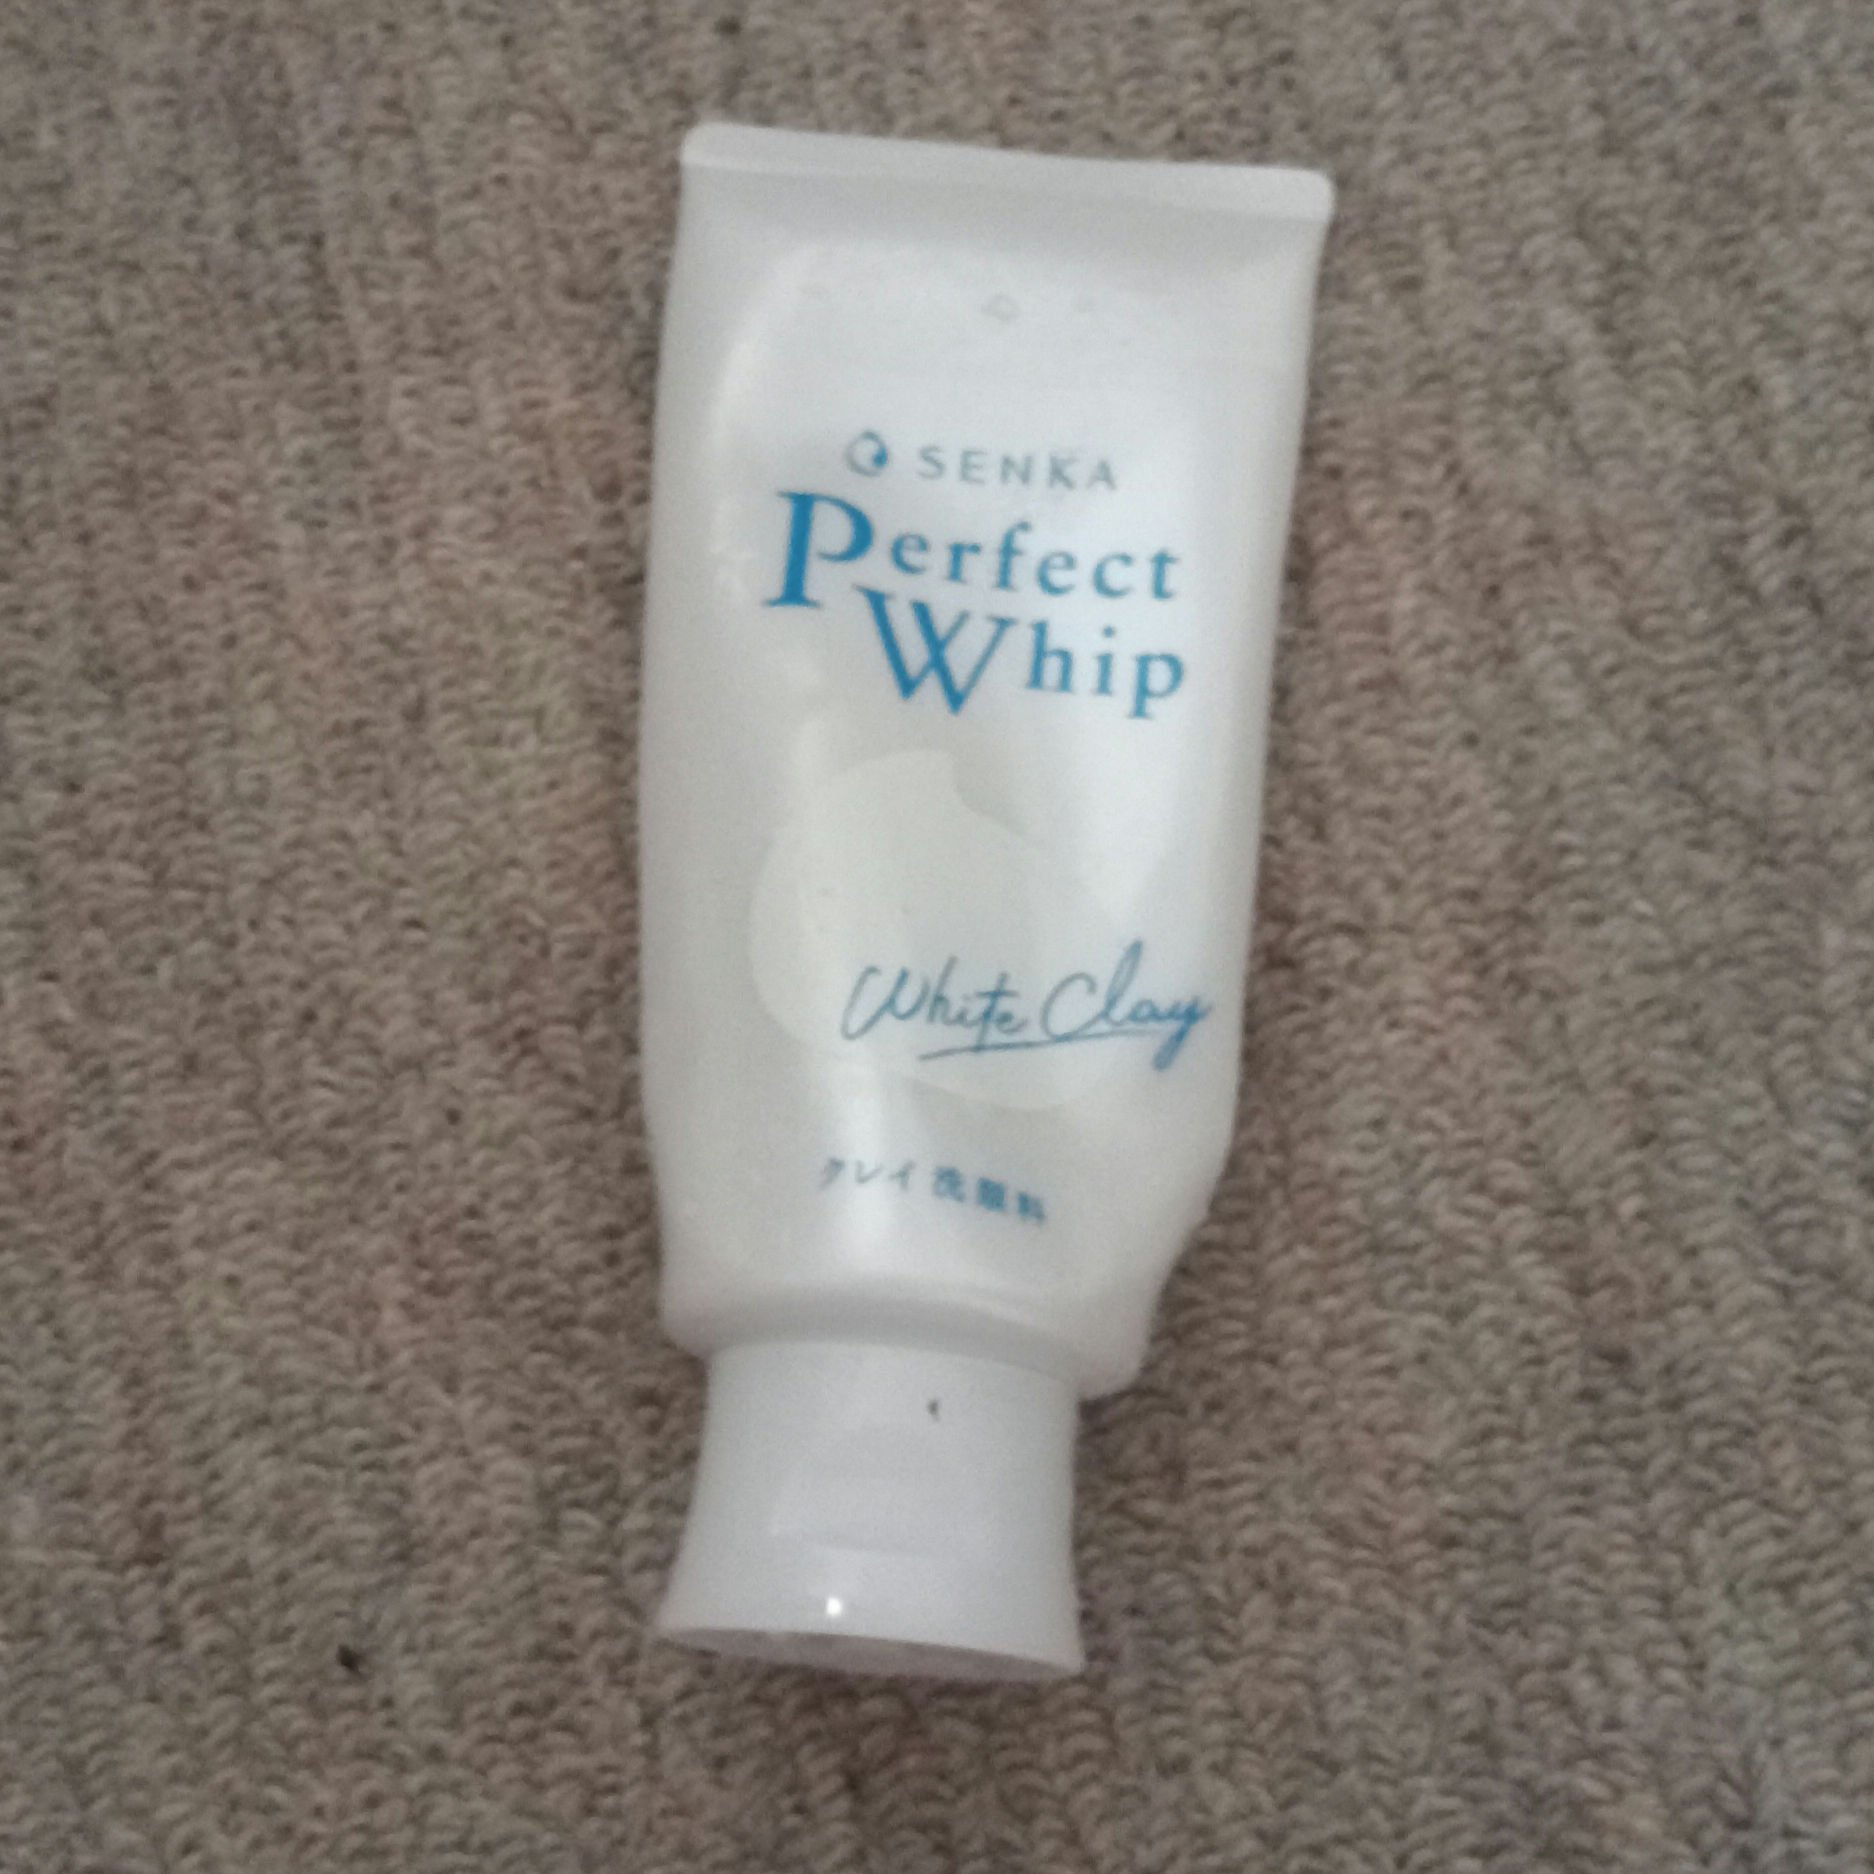 SENKA
Perfect
Whip
White Clay
クレイ 洗顔料